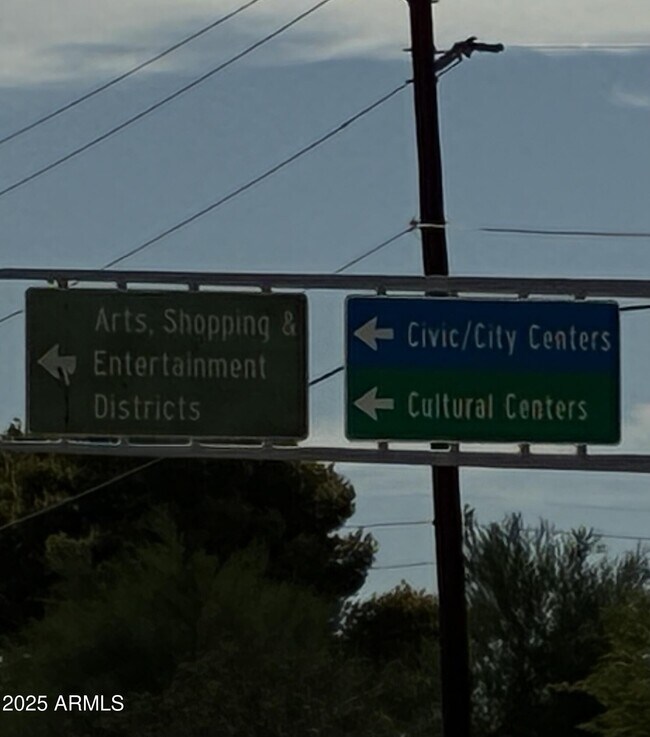 Arts, Shopping &
Entertainment
Districts
Civic/City Centers
Cultural Centers
2025 ARMLS